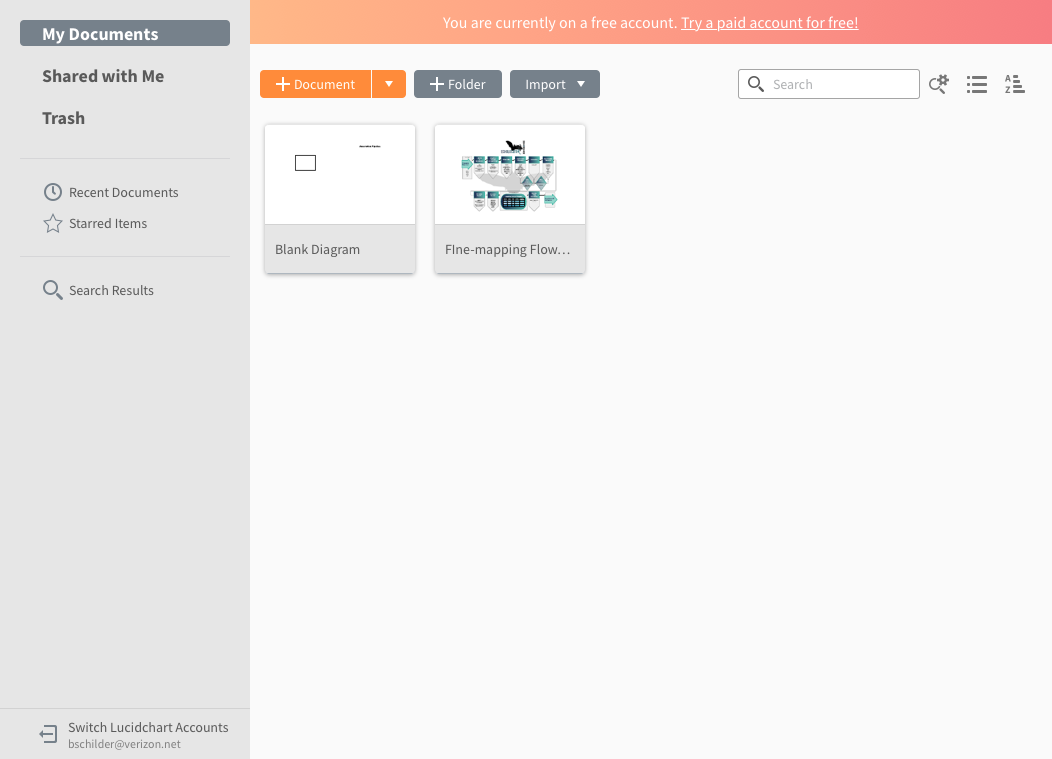 My Documents
Shared with Me
Trash
Recent Documents
Starred Items
Search Results
Switch Lucidchart Accounts
bschilder@verizon.net
You are currently on a free account. Try a paid account for free!
Document
Folder
Import
Search
A
Z
Blank Diagram
FIne-mapping Flow...